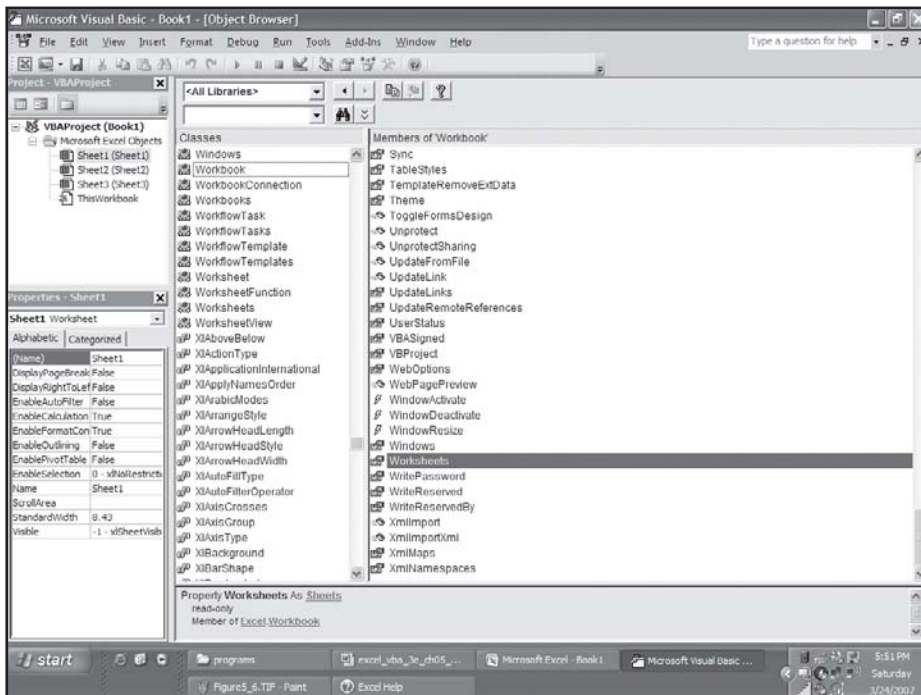 Microsoft Visual Basic - Book1 - [Object Browser]
File Edit View Insert Format Debug Run Tools Add-Ins Window Help
Type a question for help
Project - VBAProject
VBAProject (Book1)
Microsoft Excel Objects
Sheet1 (Sheet1)
Sheet2 (Sheet2)
Sheet3 (Sheet3)
ThisWorkbook
Properties - Sheet1
Sheet1 Worksheet
Alphabetic Categorized
(Name) Sheet1
DisplayPageBreak False
DisplayRightToLef False
EnableAutoFilter False
EnableCalculation True
EnableFormatCon True
EnableOutlining False
EnablePivotTable False
EnableSelection 0 - xlNoRestricti
Name Sheet1
ScrollArea
StandardWidth 8.43
Visible -1 - xlSheetVisib
<All Libraries>
Classes
Windows
Workbook
WorkbookConnection
Workbooks
WorkflowTask
WorkflowTasks
WorkflowTemplate
WorkflowTemplates
Worksheet
WorksheetFunction
Worksheets
WorksheetView
XlAboveBelow
XlActionType
XlApplicationInternational
XlApplyNamesOrder
XlArabicModes
XlArrangeStyle
XlArrowHeadLength
XlArrowHeadStyle
XlArrowHeadWidth
XlAutoFillType
XlAutoFilterOperator
XlAxisCrosses
XlAxisGroup
XlAxisType
XlBackground
XlBarShape
Members of 'Workbook'
Sync
TableStyles
TemplateRemoveExtData
Theme
ToggleFormsDesign
Unprotect
UnprotectSharing
UpdateFromFile
UpdateLink
UpdateLinks
UpdateRemoteReferences
UserStatus
VBASigned
VBProject
WebOptions
WebPagePreview
WindowActivate
WindowDeactivate
WindowResize
Windows
Worksheets
WritePassword
WriteReserved
WriteReservedBy
XmlImport
XmlImportXml
XmlMaps
XmlNamespaces
Property Worksheets As Sheets
read-only
Member of Excel.Workbook
start
programs
excel_vba_3e_ch05_...
Microsoft Excel - Book1
Microsoft Visual Basic ...
Figure5_6.TIF - Paint
Excel Help
5:51 PM
Saturday
3/24/2007